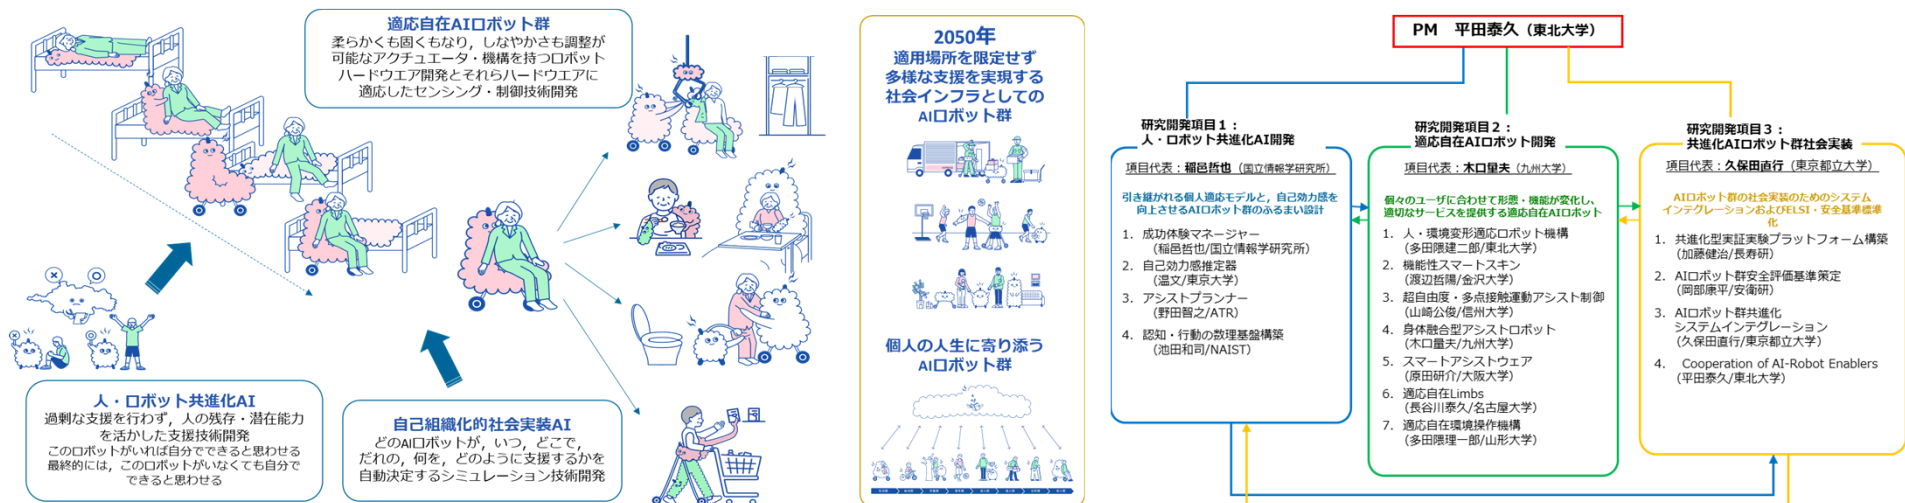 適応自在AIロボット群
柔らかくも固くもなり，しなやかさも調整が
可能なアクチュエータ・機構を持つロボット
ハードウエア開発とそれらハードウエアに
適応したセンシング・制御技術開発
人・ロボット共進化AI
過剰な支援を行わず，人の残存・潜在能力
を活かした支援技術開発
このロボットがいれば自分でできると思わせる
最終的には，このロボットがいなくても自分で
できると思わせる
自己組織化的社会実装AI
どのAIロボットが，いつ，どこで，
だれの，何を，どのように支援するかを
自動決定するシミュレーション技術開発
2050年
適用場所を限定せず
多様な支援を実現する
社会インフラとしての
AIロボット群
個人の人生に寄り添う
AIロボット群
PM　平田泰久（東北大学）
研究開発項目１：
人・ロボット共進化AI開発
項目代表：稲邑哲也（国立情報学研究所）
引き継がれる個人適応モデルと，自己効力感を
向上させるAIロボット群のふるまい設計
1. 成功体験マネージャー
（稲邑哲也/国立情報学研究所）
2. 自己効力感推定器
（温文/東京大学）
3. アシストプランナー
（野田智之/ATR）
4. 認知・行動の数理基盤構築
（池田和司/NAIST）
研究開発項目２：
適応自在AIロボット開発
項目代表：木口量夫（九州大学）
個々のユーザに合わせて形態・機能が変化し，
適切なサービスを提供する適応自在AIロボット
1. 人・環境変形適応ロボット機構
（多田隈建二郎/東北大学）
2. 機能性スマートスキン
（渡辺哲陽/金沢大学）
3. 超自由度・多点接触運動アシスト制御
（山崎公俊/信州大学）
4. 身体融合型アシストロボット
（木口量夫/九州大学）
5. スマートアシストウェア
（原田研介/大阪大学）
6. 適応自在Limbs
（長谷川泰久/名古屋大学）
7. 適応自在環境操作機構
（多田隈理一郎/山形大学）
研究開発項目３：
共進化AIロボット群社会実装
項目代表：久保田直行（東京都立大学）
AIロボット群の社会実装のためのシステム
インテグレーションおよびELSI・安全基準標準
化
1. 共進化型実証実験プラットフォーム構築
（加藤健治/長寿研）
2. AIロボット群安全評価基準策定
（岡部康平/安衛研）
3. AIロボット群共進化
システムインテグレーション
（久保田直行/東京都立大学）
4. Cooperation of AI-Robot Enablers
（平田泰久/東北大学）